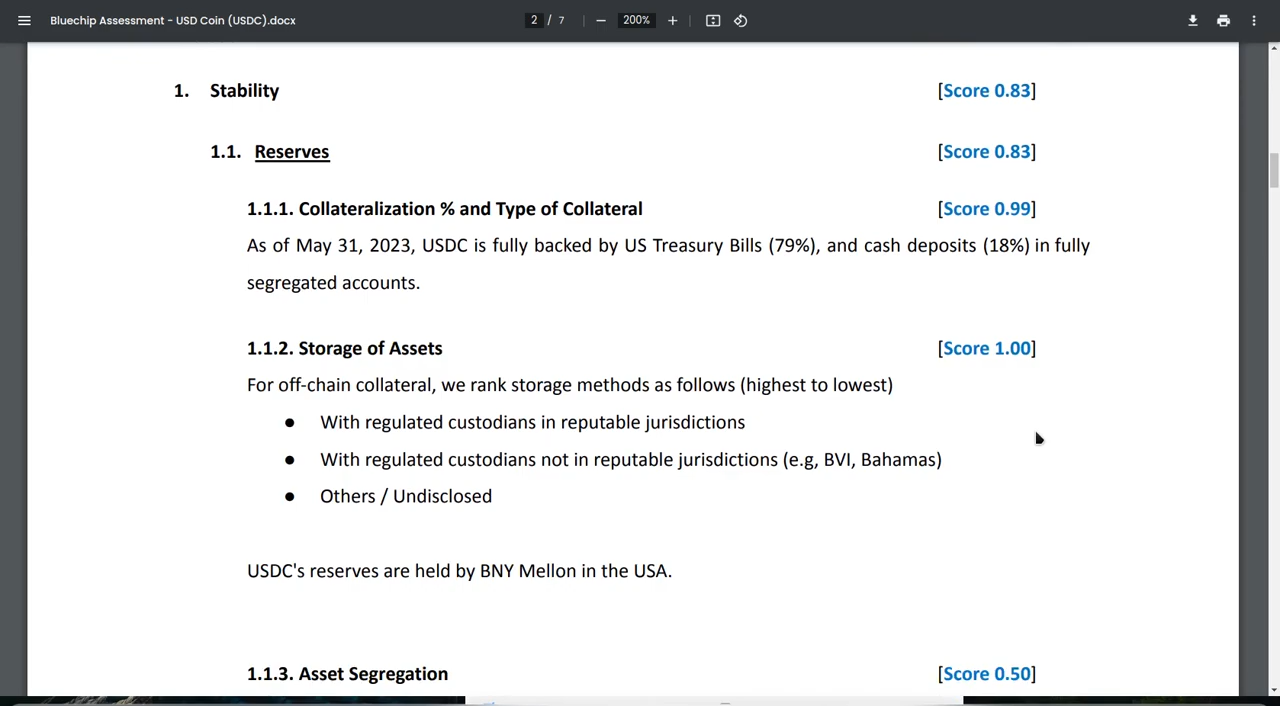 Bluechip Assessment - USD Coin (USDC).docx
2 / 7
200%
1. Stability [Score 0.83]
1.1. Reserves [Score 0.83]
1.1.1. Collateralization % and Type of Collateral [Score 0.99]
As of May 31, 2023, USDC is fully backed by US Treasury Bills (79%), and cash deposits (18%) in fully
segregated accounts.
1.1.2. Storage of Assets [Score 1.00]
For off-chain collateral, we rank storage methods as follows (highest to lowest)
● With regulated custodians in reputable jurisdictions
● With regulated custodians not in reputable jurisdictions (e.g, BVI, Bahamas)
● Others / Undisclosed
USDC's reserves are held by BNY Mellon in the USA.
1.1.3. Asset Segregation [Score 0.50]